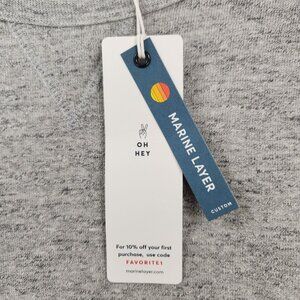 MARINE LAYER
CUSTOM
OH
HEY
For 10% off your first
purchase, use code
FAVORITE1
marinelayer.com